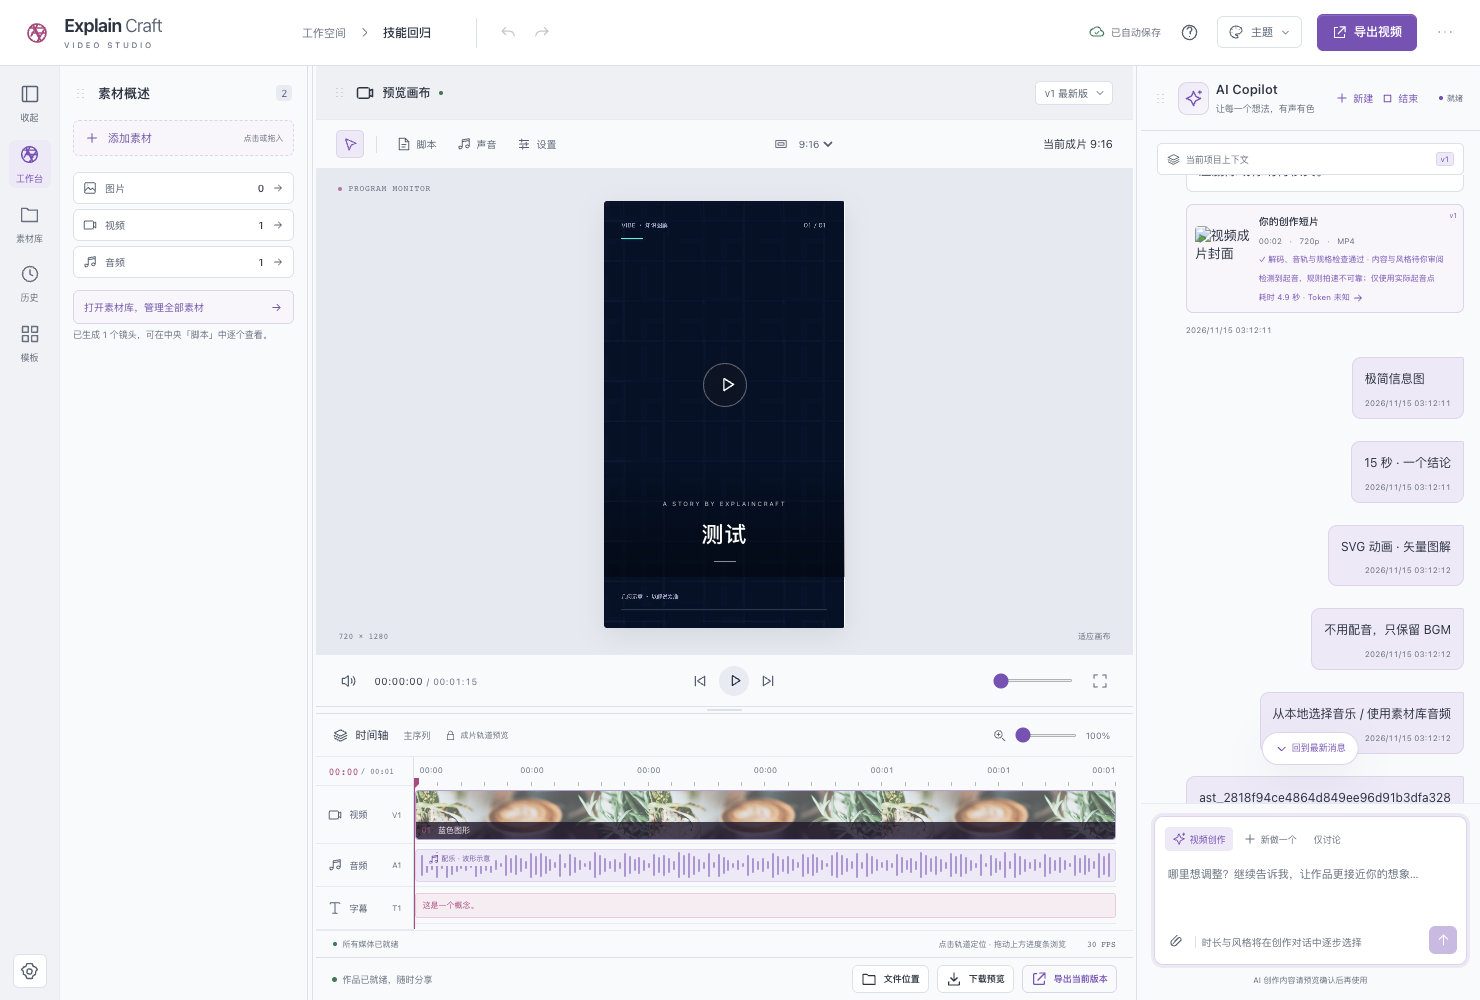 Explain Craft
VIDEO STUDIO
工作空间
技能回归
已自动保存
主题
导出视频
收起
工作台
素材库
历史
模板
素材概述
2
添加素材
点击或拖入
图片
0
视频
1
音频
1
打开素材库，管理全部素材
已生成 1 个镜头，可在中央「脚本」中逐个查看。
预览画布
v1 最新版
脚本
声音
设置
9:16
当前成片 9:16
PROGRAM MONITOR
VIBE ·
01 / 01
A STORY BY EXPLAINCRAFT
测试
720 × 1280
适应画布
00:00:00 / 00:01:15
时间轴
主序列
成片轨道预览
100%
00:00 / 00:01
00:00
00:00
00:00
00:00
00:01
00:01
00:01
视频
V1
01 蓝色图形
音频
A1
配乐 · 波形示意
字幕
T1
这是一个概念。
所有媒体已就绪
点击轨道定位 · 拖动上方进度条浏览
30 FPS
作品已就绪，随时分享
文件位置
下载预览
导出当前版本
AI Copilot
让每一个想法，有声有色
新建
结束
就绪
当前项目上下文
v1
视频成片封面
你的创作短片
v1
00:02 · 720p · MP4
✓ 解码、音轨与规格检查通过 · 内容与风格待你审阅
检测到起音，规则拍速不可靠；仅使用实际起音点
耗时 4.9 秒 · Token 未知
2026/11/15 03:12:11
极简信息图
2026/11/15 03:12:11
15 秒 · 一个结论
2026/11/15 03:12:11
SVG 动画 · 矢量图解
2026/11/15 03:12:12
不用配音，只保留 BGM
2026/11/15 03:12:12
从本地选择音乐 / 使用素材库音频
2026/11/15 03:12:12
回到最新消息
ast_2818f94ce4864d849ee96d91b3dfa328
视频创作
新做一个
仅讨论
哪里想调整？继续告诉我，让作品更接近你的想象...
时长与风格将在创作对话中逐步选择
AI 创作内容请预览确认后再使用